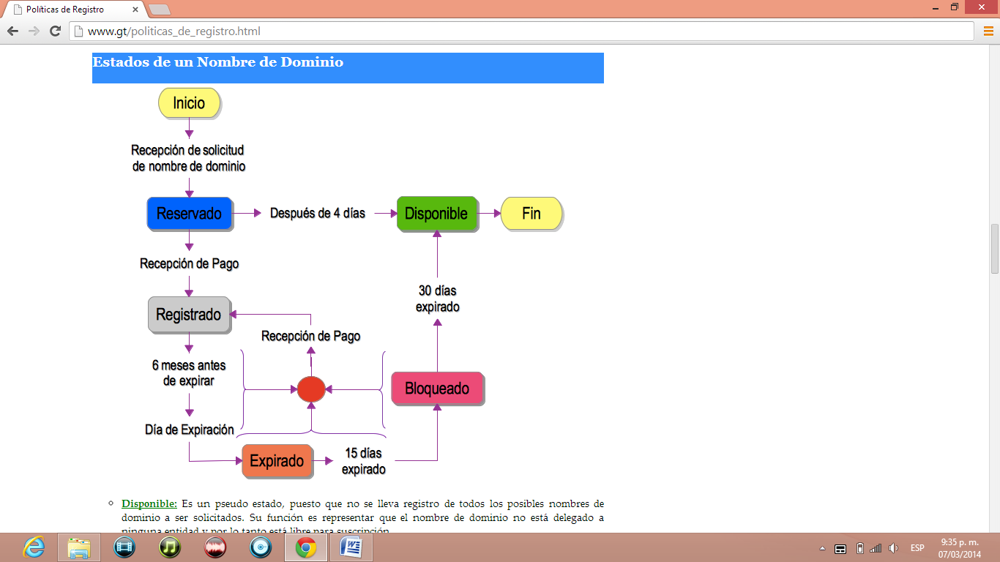 Políticas de Registro
www.gt/politicas_de_registro.html
Estados de un Nombre de Dominio
Inicio
Recepción de solicitud
de nombre de dominio
Reservado
Después de 4 días
Disponible
Fin
Recepción de Pago
30 días
expirado
Registrado
Recepción de Pago
6 meses antes
de expirar
Bloqueado
Día de Expiración
Expirado
15 días
expirado
Disponible: Es un pseudo estado, puesto que no se lleva registro de todos los posibles nombres de
dominio a ser solicitados. Su función es representar que el nombre de dominio no está delegado a
ninguna entidad y por lo tanto está libre para suscripción
ESP
9:35 p. m.
07/03/2014